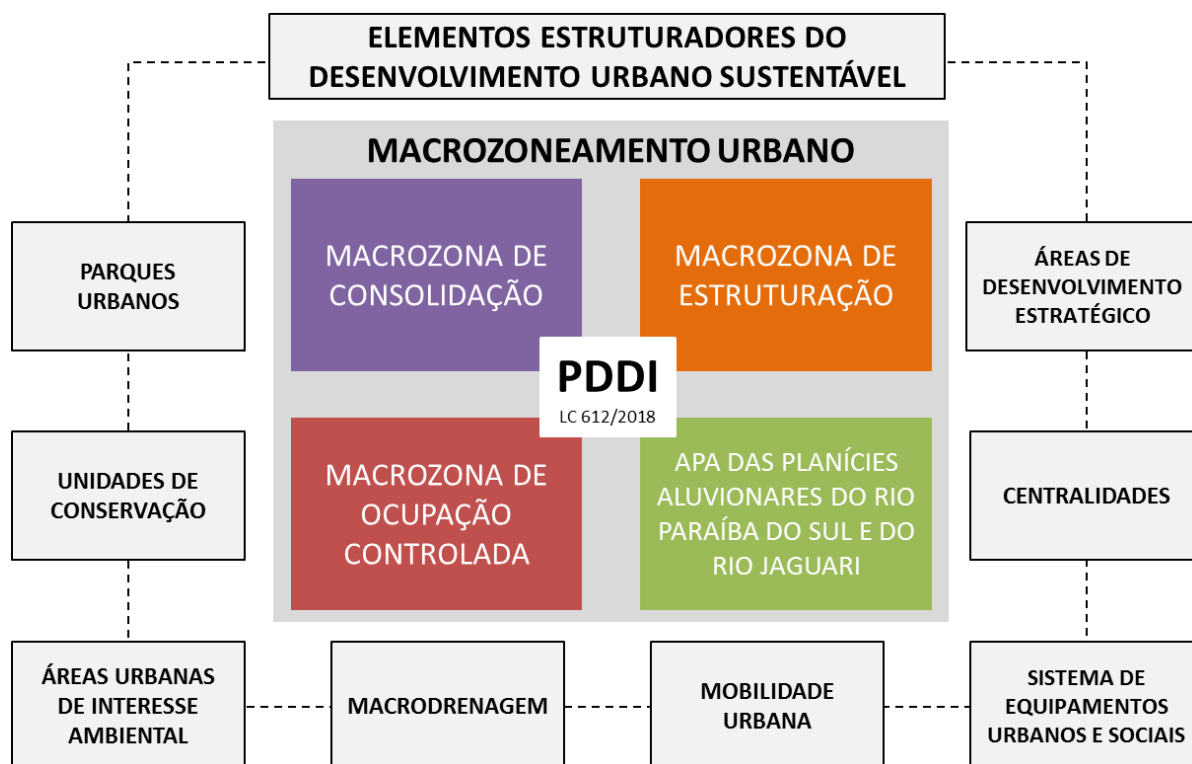 ELEMENTOS ESTRUTURADORES DO
DESENVOLVIMENTO URBANO SUSTENTÁVEL
MACROZONEAMENTO URBANO
MACROZONA DE
CONSOLIDAÇÃO
MACROZONA DE
ESTRUTURAÇÃO
PDDI
LC 612/2018
MACROZONA DE
OCUPAÇÃO
CONTROLADA
APA DAS PLANÍCIES
ALUVIONARES DO RIO
PARAÍBA DO SUL E DO
RIO JAGUARI
PARQUES
URBANOS
UNIDADES DE
CONSERVAÇÃO
ÁREAS URBANAS
DE INTERESSE
AMBIENTAL
MACRODRENAGEM
MOBILIDADE
URBANA
SISTEMA DE
EQUIPAMENTOS
URBANOS E SOCIAIS
CENTRALIDADES
ÁREAS DE
DESENVOLVIMENTO
ESTRATÉGICO